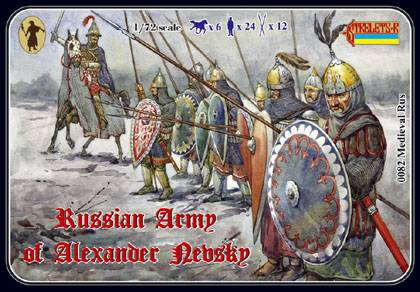 1/72 scale x 6 x 24 x 12
STRELETS-R
0082 Medieval Rus
Russian Army
of Alexander Nevsky